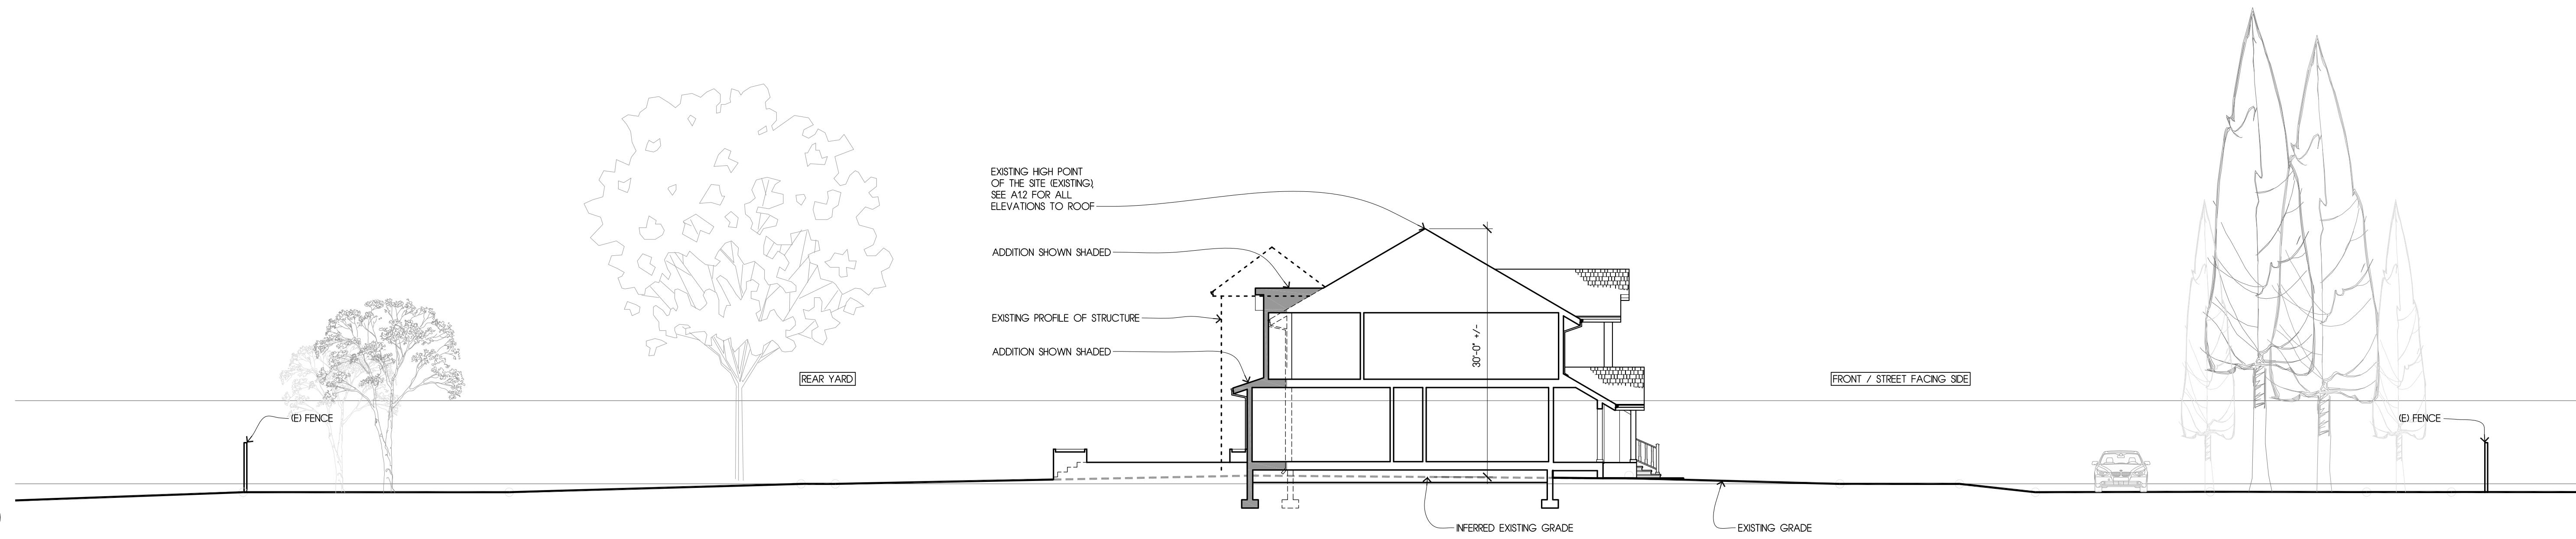 EXISTING HIGH POINT
OF THE SITE (EXISTING),
SEE A1.2 FOR ALL
ELEVATIONS TO ROOF
ADDITION SHOWN SHADED
EXISTING PROFILE OF STRUCTURE
ADDITION SHOWN SHADED
30'-0" +/-
REAR YARD
FRONT / STREET FACING SIDE
(E) FENCE
(E) FENCE
INFERRED EXISTING GRADE
EXISTING GRADE